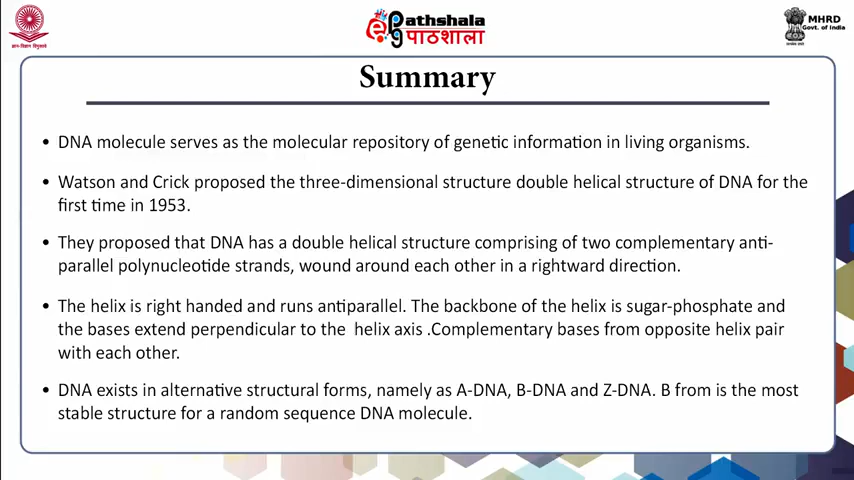 Pathshala
पाठशाला
MHRD
Govt. of India
Summary
• DNA molecule serves as the molecular repository of genetic information in living organisms.
• Watson and Crick proposed the three-dimensional structure double helical structure of DNA for the
first time in 1953.
• They proposed that DNA has a double helical structure comprising of two complementary anti-
parallel polynucleotide strands, wound around each other in a rightward direction.
• The helix is right handed and runs antiparallel. The backbone of the helix is sugar-phosphate and
the bases extend perpendicular to the helix axis .Complementary bases from opposite helix pair
with each other.
• DNA exists in alternative structural forms, namely as A-DNA, B-DNA and Z-DNA. B from is the most
stable structure for a random sequence DNA molecule.